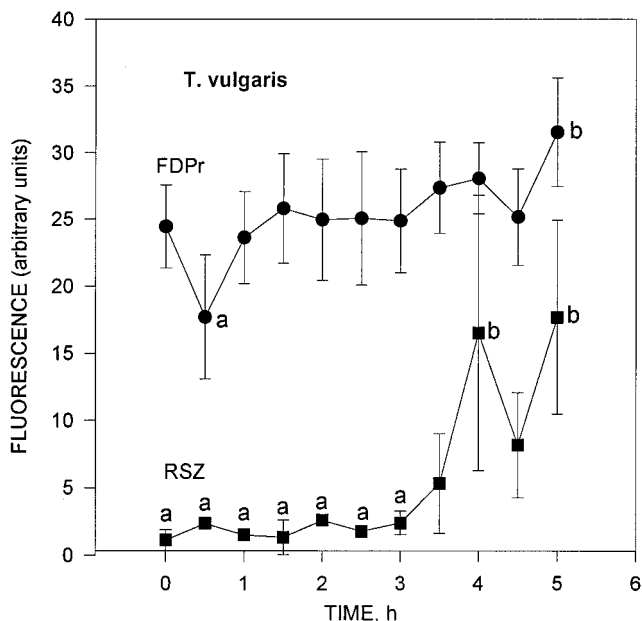 40
T. vulgaris
35
FDPr
30
b
25
20
a
b
b
15
10
RSZ
5
a a a a a a
0
0 1 2 3 4 5 6
FLUORESCENCE (arbitrary units)
TIME, h